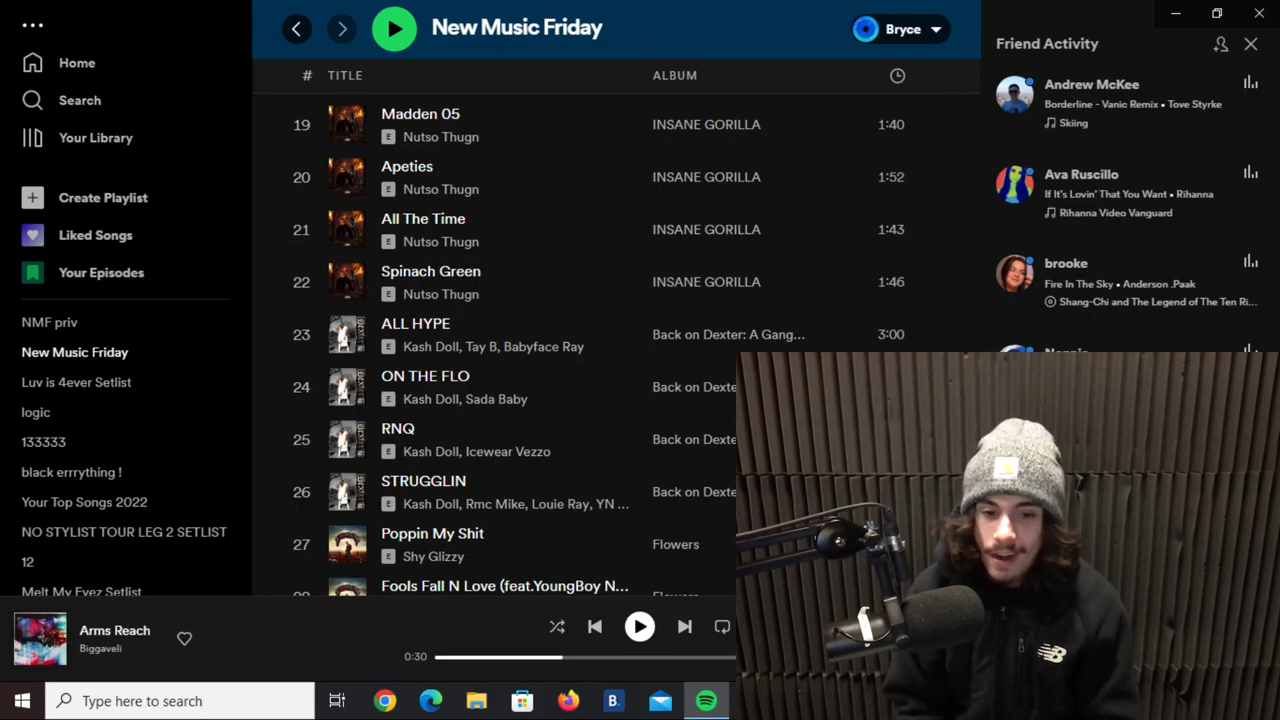 Home
Search
Your Library
Create Playlist
Liked Songs
Your Episodes
NMF priv
New Music Friday
Luv is 4ever Setlist
logic
133333
black errrything !
Your Top Songs 2022
NO STYLIST TOUR LEG 2 SETLIST
12
Melt My Eyez Setlist
New Music Friday
Bryce
# TITLE ALBUM
19 Madden 05 INSANE GORILLA 1:40
E Nutso Thugn
20 Apeties INSANE GORILLA 1:52
E Nutso Thugn
21 All The Time INSANE GORILLA 1:43
E Nutso Thugn
22 Spinach Green INSANE GORILLA 1:46
E Nutso Thugn
23 ALL HYPE Back on Dexter: A Gang... 3:00
E Kash Doll, Tay B, Babyface Ray
24 ON THE FLO Back on Dexte
E Kash Doll, Sada Baby
25 RNQ Back on Dexte
E Kash Doll, Icewear Vezzo
26 STRUGGLIN Back on Dexte
E Kash Doll, Rmc Mike, Louie Ray, YN ...
27 Poppin My Shit Flowers
E Shy Glizzy
Fools Fall N Love (feat.YoungBoy N...
Friend Activity
Andrew McKee
Borderline - Vanic Remix • Tove Styrke
Skiing
Ava Ruscillo
If It's Lovin' That You Want • Rihanna
Rihanna Video Vanguard
brooke
Fire In The Sky • Anderson .Paak
Shang-Chi and The Legend of The Ten Ri...
Arms Reach
Biggaveli
0:30
Type here to search
B.